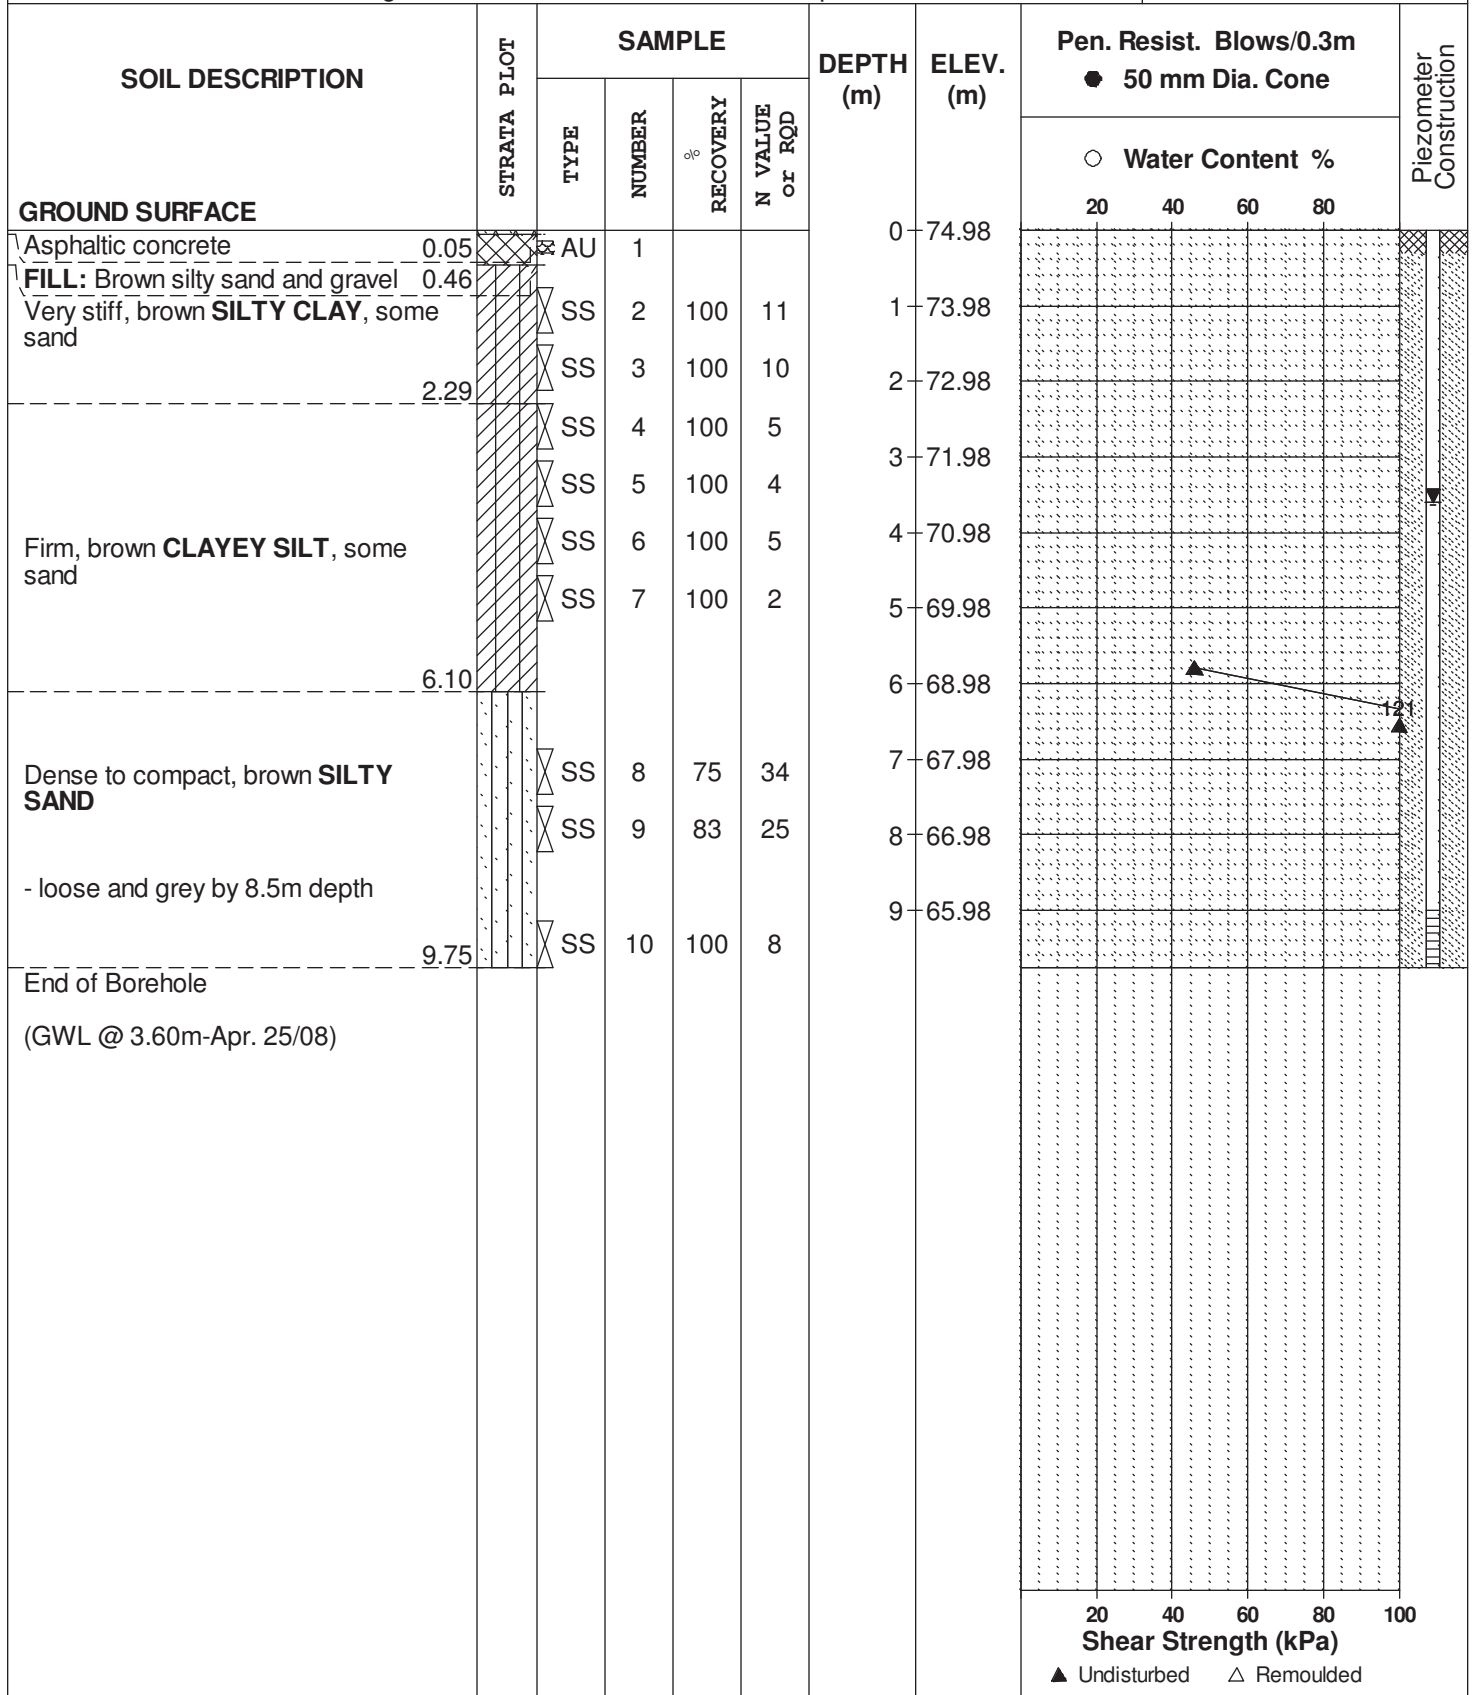 SOIL DESCRIPTION
GROUND SURFACE
STRATA PLOT
SAMPLE
TYPE
NUMBER
% RECOVERY
N VALUE or RQD
DEPTH (m)
ELEV. (m)
Pen. Resist. Blows/0.3m
● 50 mm Dia. Cone
○ Water Content %
20 40 60 80
Piezometer Construction
0 74.98
Asphaltic concrete 0.05 AU 1
FILL: Brown silty sand and gravel 0.46
Very stiff, brown SILTY CLAY, some
sand
2.29
SS 2 100 11
1 73.98
SS 3 100 10
2 72.98
SS 4 100 5
3 71.98
SS 5 100 4
Firm, brown CLAYEY SILT, some
sand
6.10
SS 6 100 5
4 70.98
SS 7 100 2
5 69.98
6 68.98
121
Dense to compact, brown SILTY
SAND
SS 8 75 34
7 67.98
SS 9 83 25
8 66.98
- loose and grey by 8.5m depth
9 65.98
9.75
SS 10 100 8
End of Borehole
(GWL @ 3.60m-Apr. 25/08)
20 40 60 80 100
Shear Strength (kPa)
▲ Undisturbed △ Remoulded